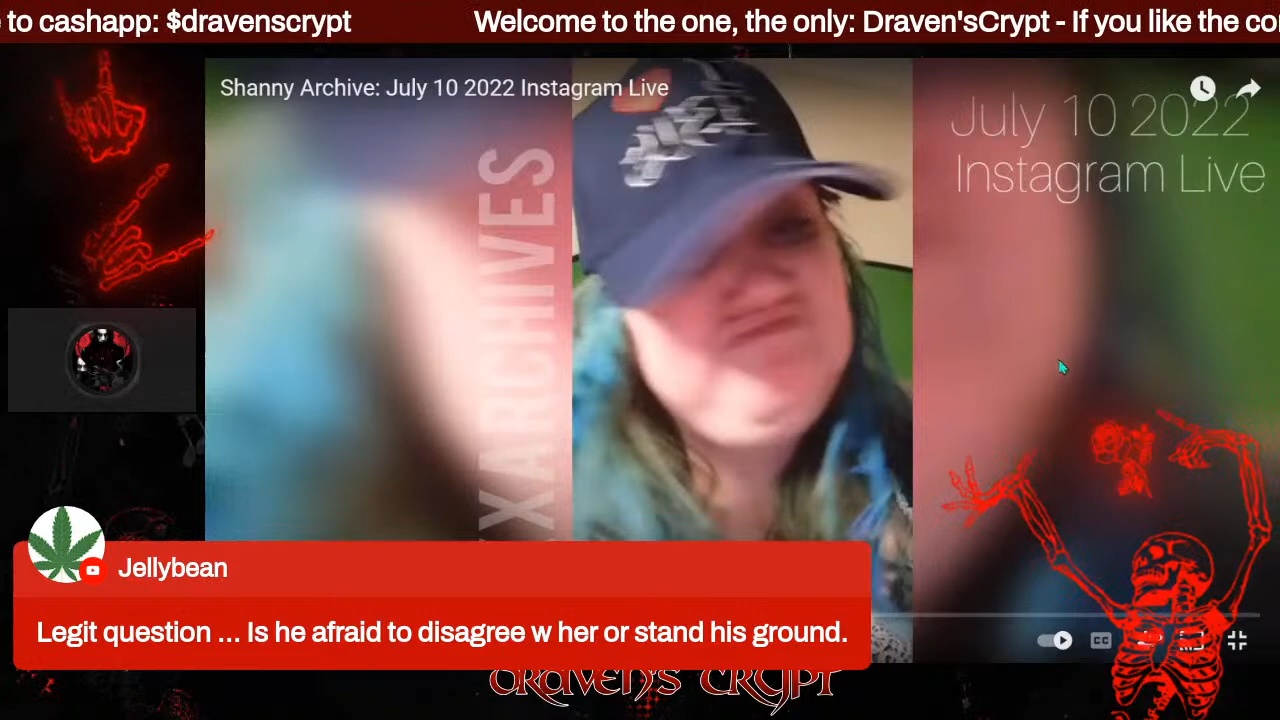 e to cashapp: $dravenscrypt Welcome to the one, the only: Draven'sCrypt - If you like the co
Shanny Archive: July 10 2022 Instagram Live
July 10 2022
Instagram Live
XARCHIVES
Jellybean
Legit question ... Is he afraid to disagree w her or stand his ground.
CC
Draven's Crypt